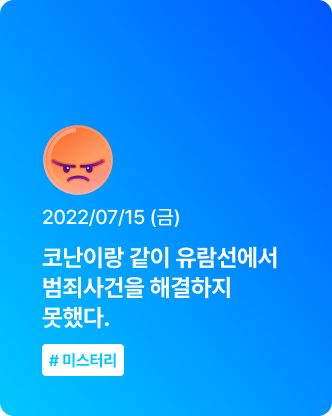 2022/07/15 (금)
코난이랑 같이 유람선에서
범죄사건을 해결하지
못했다.
# 미스터리